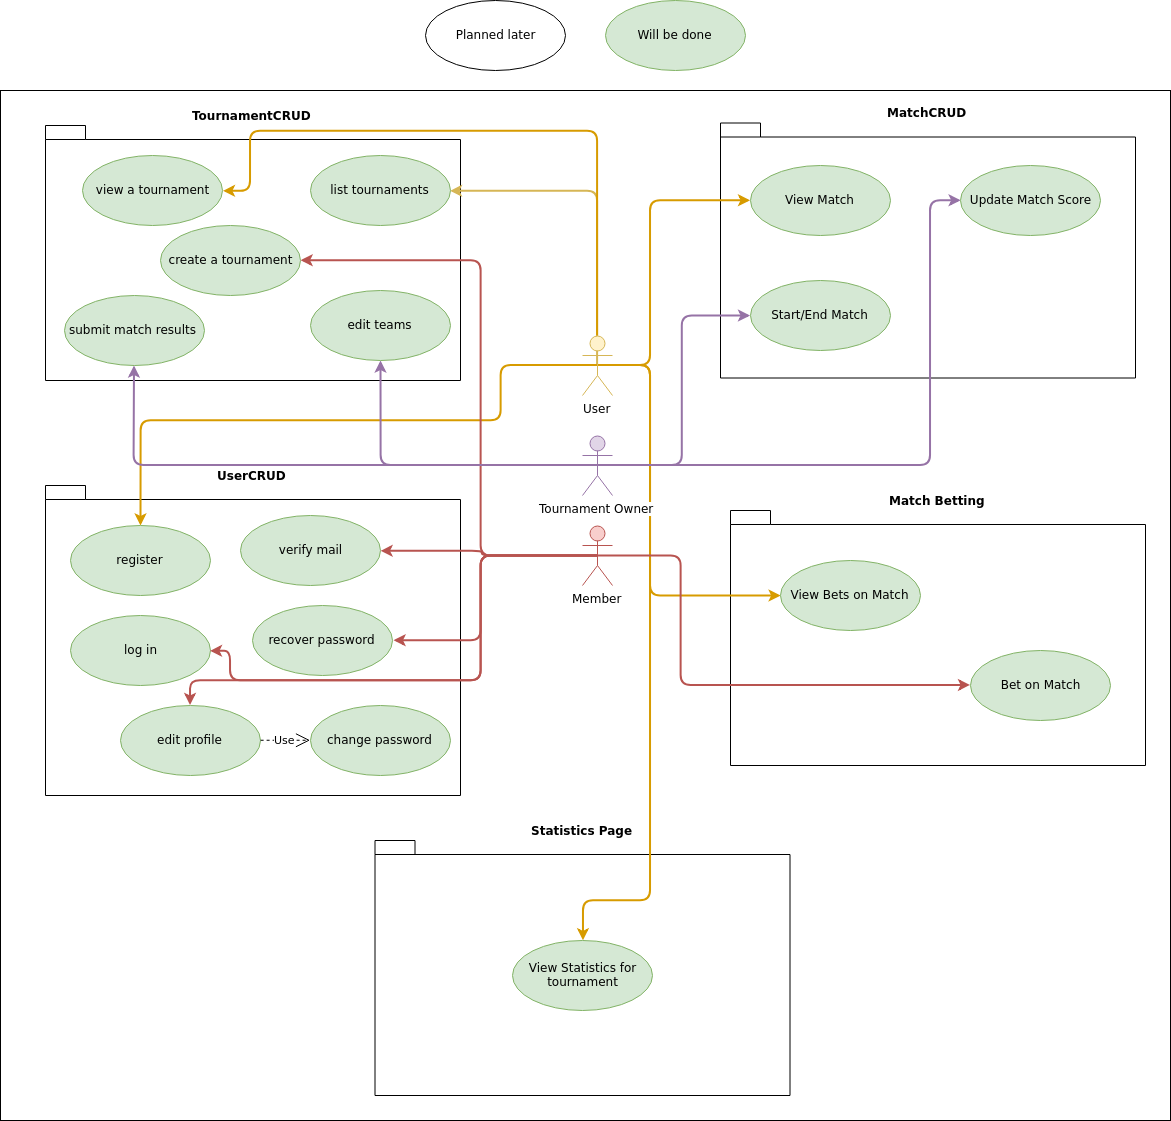 Planned later
Will be done
TournamentCRUD
MatchCRUD
view a tournament
list tournaments
View Match
Update Match Score
create a tournament
submit match results
edit teams
Start/End Match
User
UserCRUD
Tournament Owner
Match Betting
register
verify mail
Member
View Bets on Match
log in
recover password
Bet on Match
edit profile
Use
change password
Statistics Page
View Statistics for
tournament